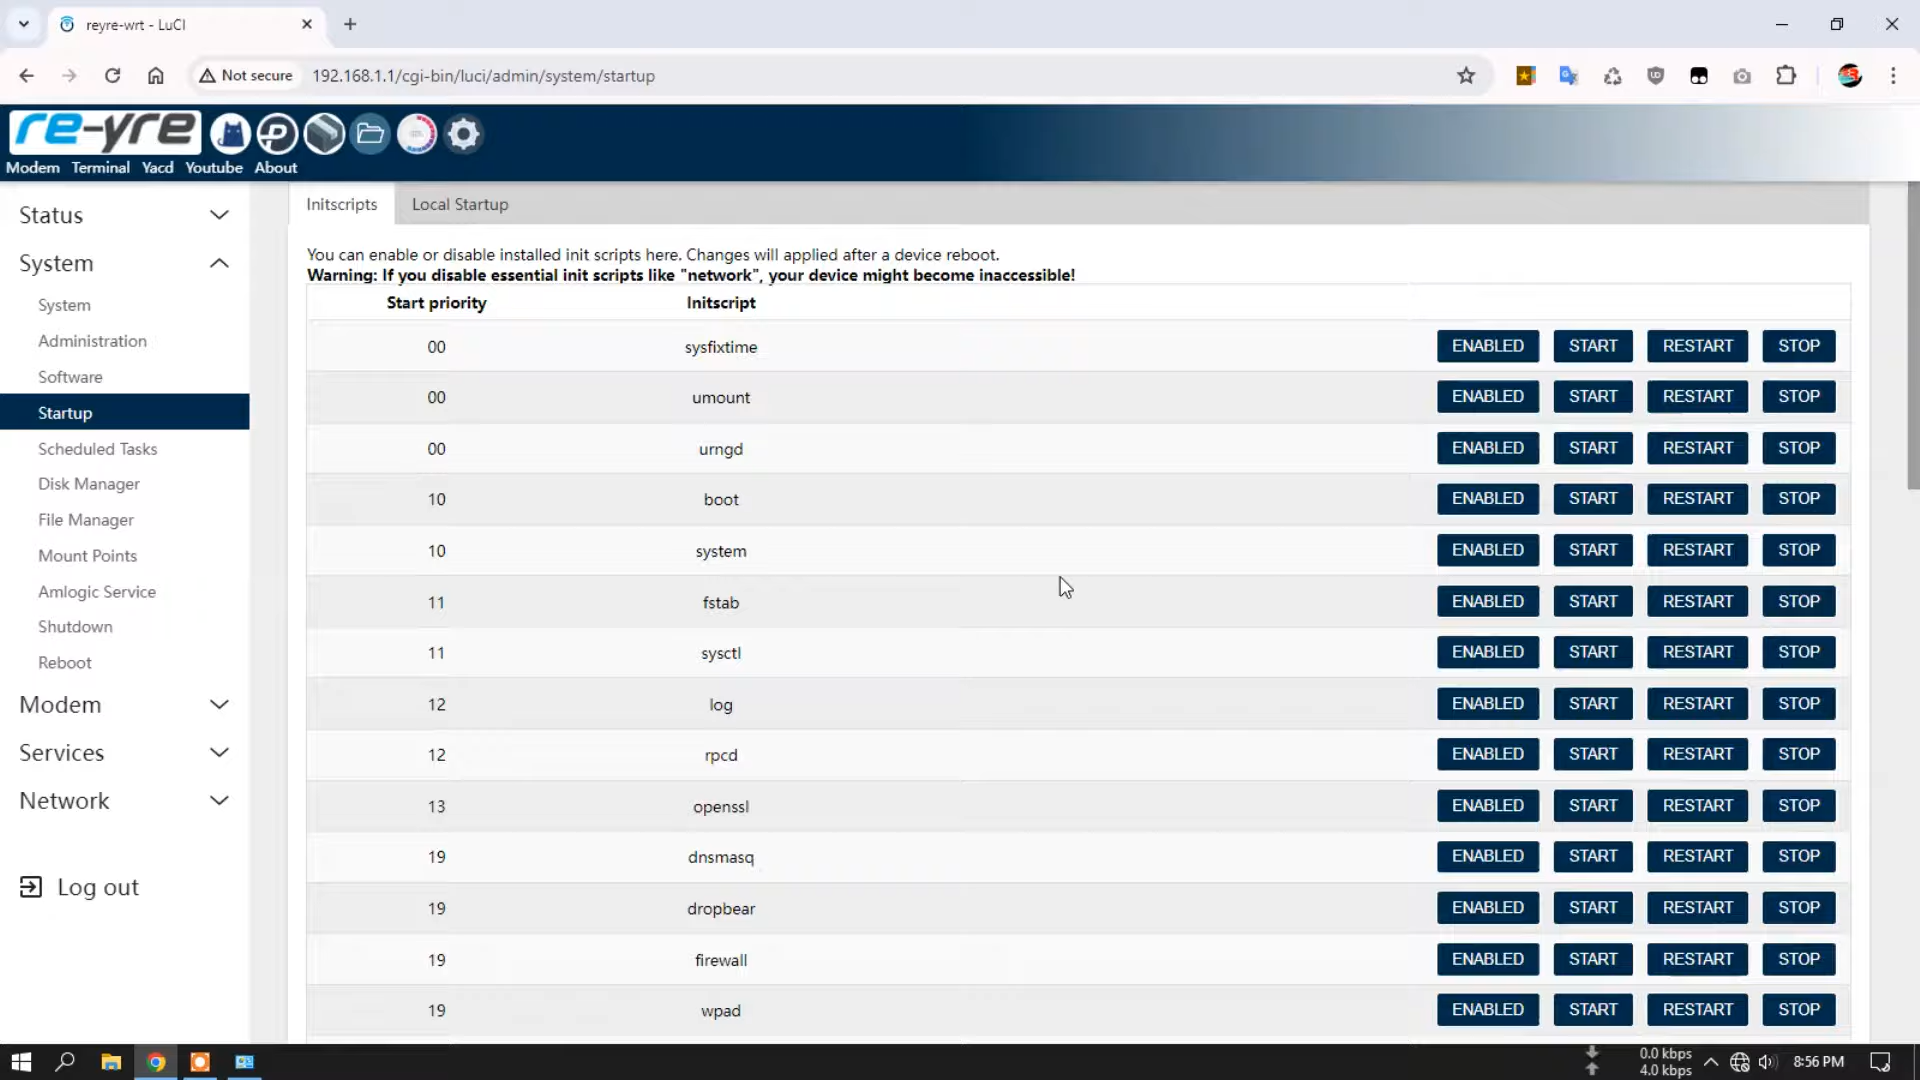 reyre-wrt - LuCI
Not secure
192.168.1.1/cgi-bin/luci/admin/system/startup
re-yre
Modem Terminal Yacd Youtube About
Status
System
System
Administration
Software
Startup
Scheduled Tasks
Disk Manager
File Manager
Mount Points
Amlogic Service
Shutdown
Reboot
Modem
Services
Network
Log out
Initscripts Local Startup
You can enable or disable installed init scripts here. Changes will applied after a device reboot.
Warning: If you disable essential init scripts like "network", your device might become inaccessible!
Start priority Initscript
00 sysfixtime ENABLED START RESTART STOP
00 umount ENABLED START RESTART STOP
00 urngd ENABLED START RESTART STOP
10 boot ENABLED START RESTART STOP
10 system ENABLED START RESTART STOP
11 fstab ENABLED START RESTART STOP
11 sysctl ENABLED START RESTART STOP
12 log ENABLED START RESTART STOP
12 rpcd ENABLED START RESTART STOP
13 openssl ENABLED START RESTART STOP
19 dnsmasq ENABLED START RESTART STOP
19 dropbear ENABLED START RESTART STOP
19 firewall ENABLED START RESTART STOP
19 wpad ENABLED START RESTART STOP
0.0 kbps
4.0 kbps
8:56 PM